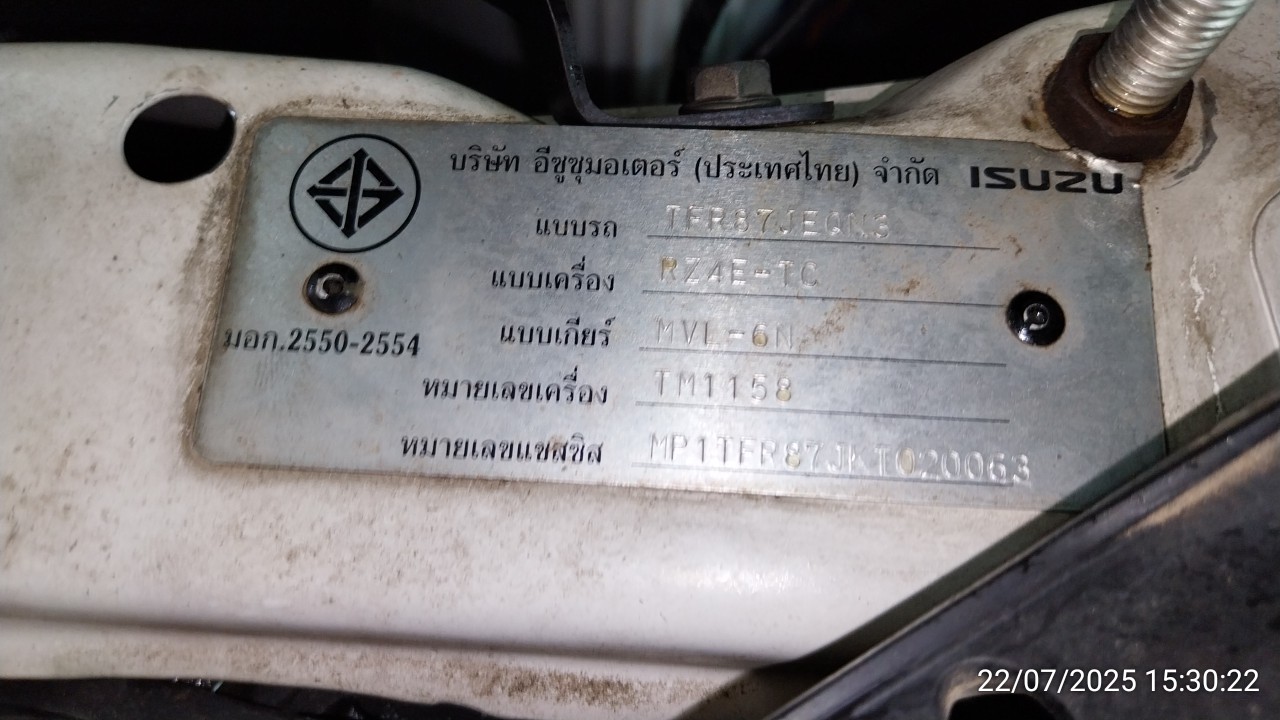 บริษัท อีซูซุมอเตอร์ (ประเทศไทย) จำกัด ISUZU
แบบรถ TFR87JEQN3
แบบเครื่อง RZ4E-TC
แบบเกียร์ MVL-6N
มอก.2550-2554
หมายเลขเครื่อง TM1158
หมายเลขแชสซิส MP1TFR87JKT020063
22/07/2025 15:30:22